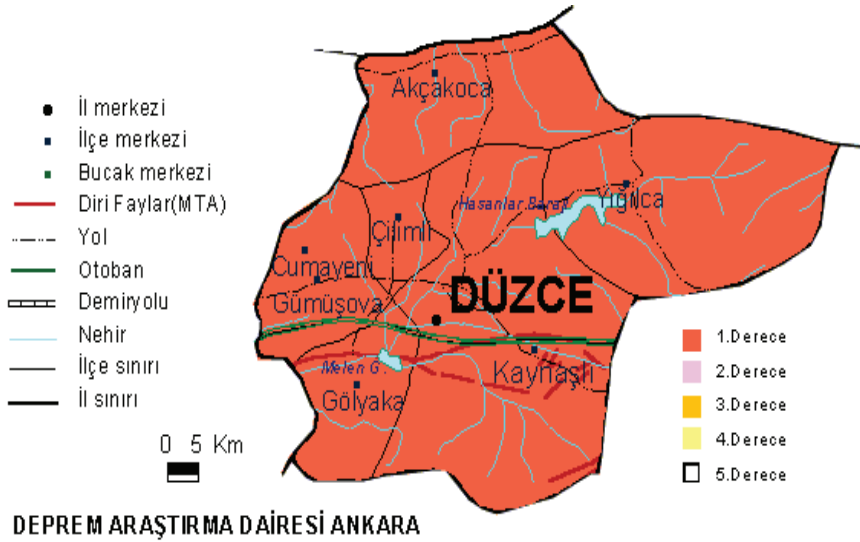 Akçakoca
İl merkezi
İlçe merkezi
Bucak merkezi
Diri Faylar(MTA)
Yol
Otoban
Demiryolu
Nehir
İlçe sınırı
İl sınırı
Hasanlar Baraj
Yığılca
Çilimli
Cumayeni
Gümüşova
DÜZCE
Melen G.
Kaynaşlı
Gölyaka
1.Derece
2.Derece
3.Derece
4.Derece
5.Derece
0 5 Km
DEPREM ARAŞTIRMA DAİRESİ ANKARA